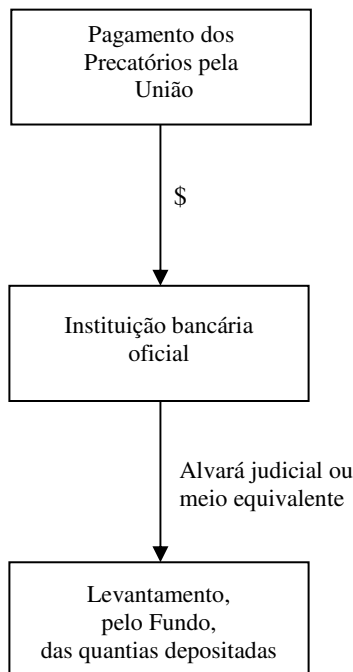 Pagamento dos
Precatórios pela
União
$
Instituição bancária
oficial
Alvará judicial ou
meio equivalente
Levantamento,
pelo Fundo,
das quantias depositadas